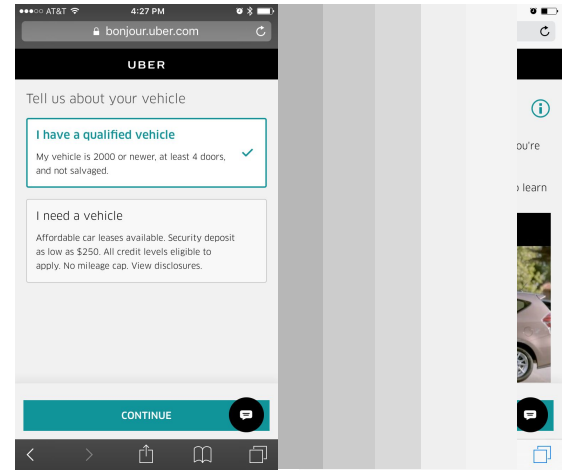 AT&T 4:27 PM
bonjour.uber.com
UBER
Tell us about your vehicle
I have a qualified vehicle
My vehicle is 2000 or newer, at least 4 doors,
and not salvaged.
I need a vehicle
Affordable car leases available. Security deposit
as low as $250. All credit levels eligible to
apply. No mileage cap. View disclosures.
CONTINUE
ou're
learn